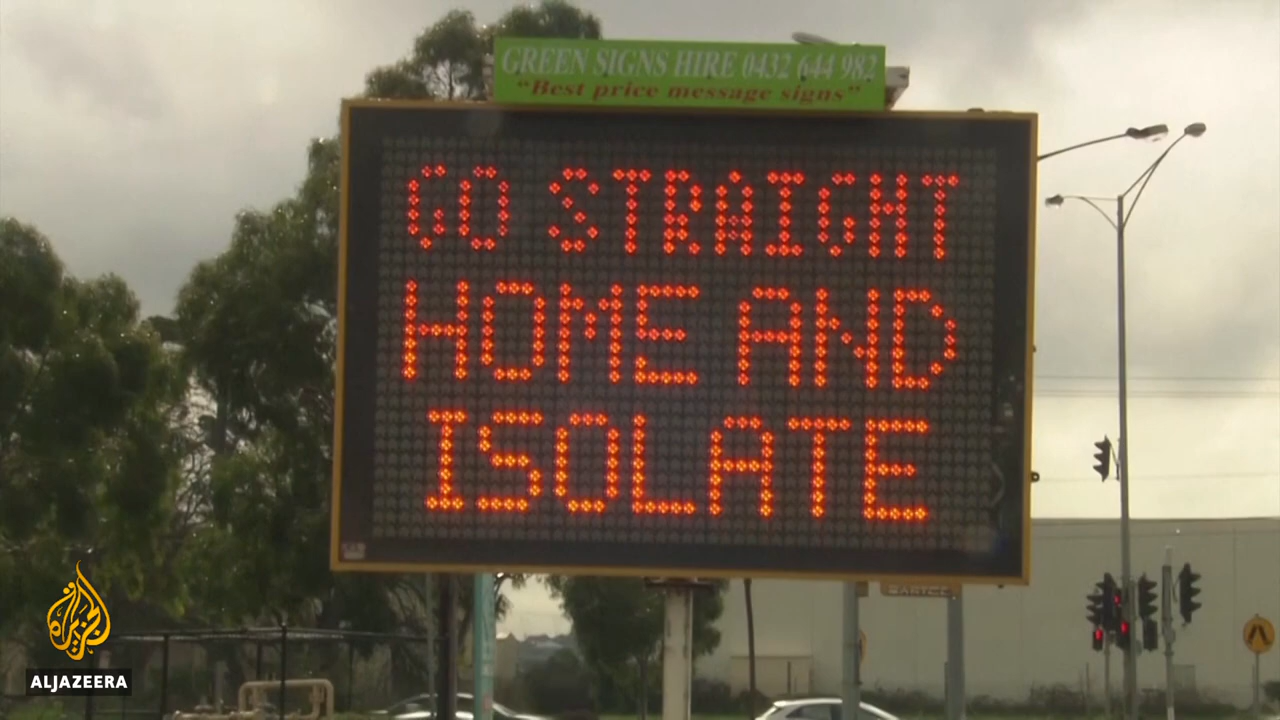 GREEN SIGNS HIRE 0432 644 982
"Best price message signs"
GO STRAIGHT
HOME AND
ISOLATE
ALJAZEERA